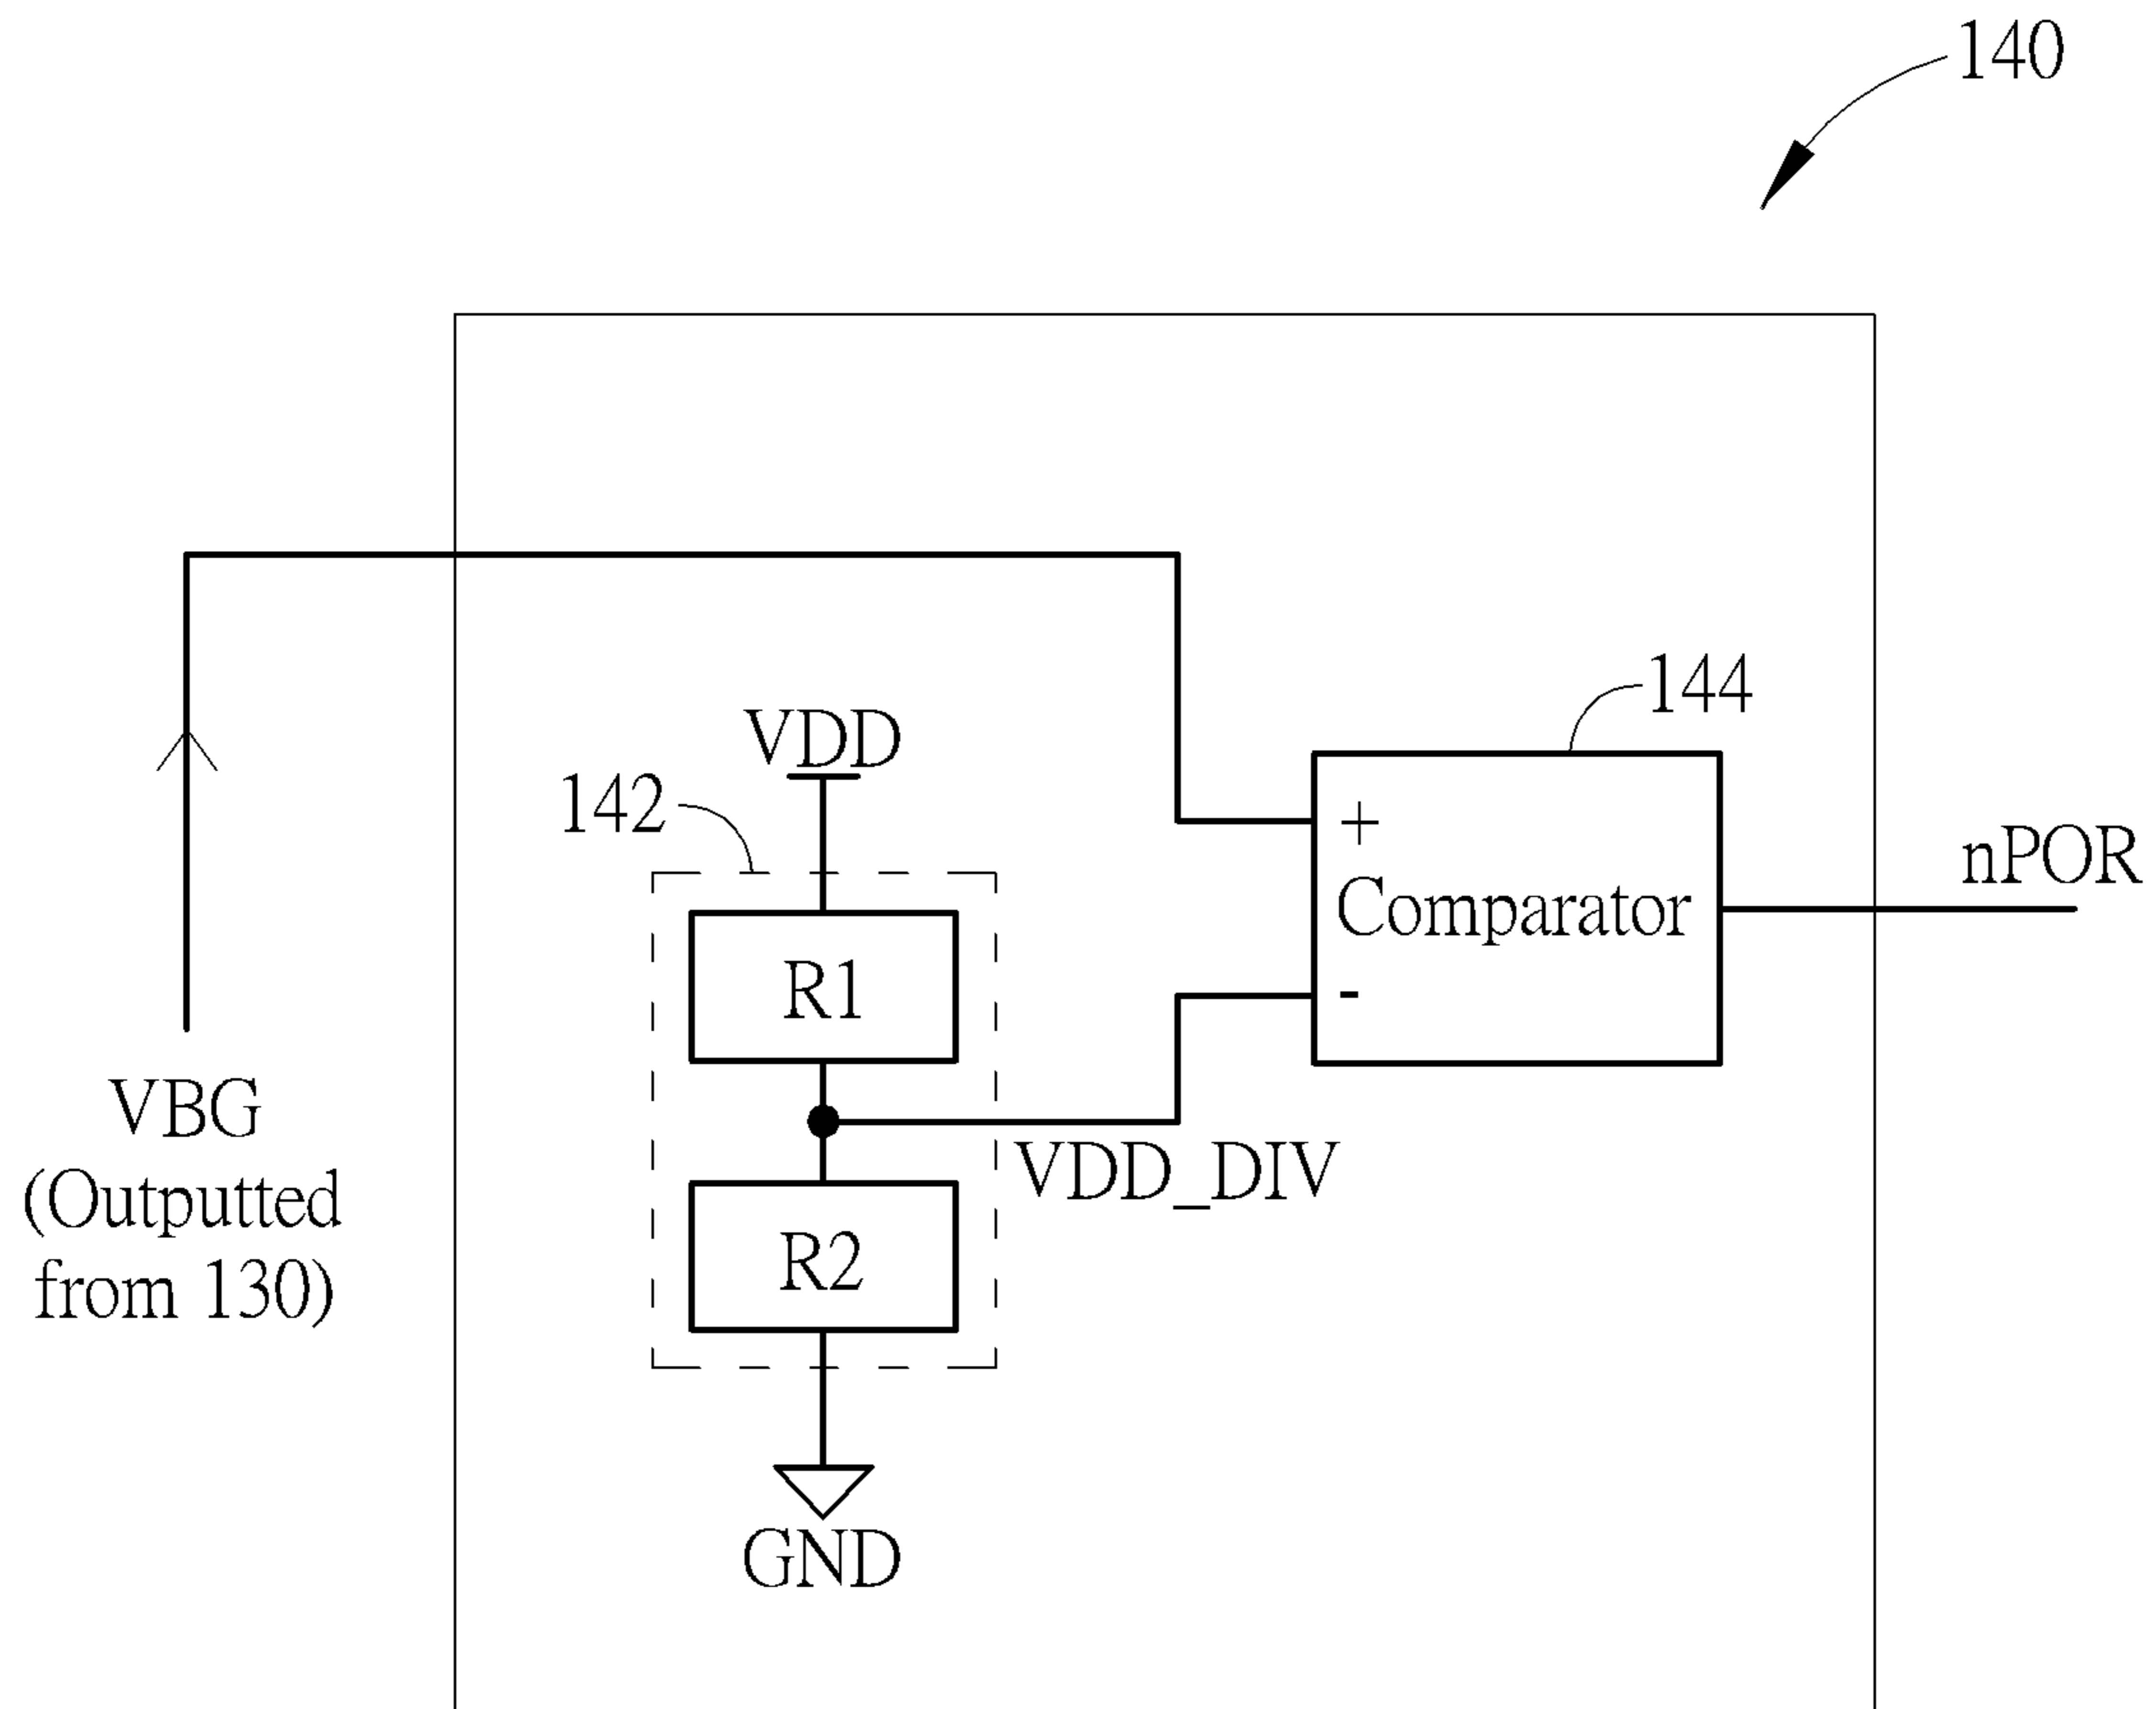 140
144
VDD
142
+
nPOR
Comparator
R1
-
VBG
(Outputted
from 130)
VDD_DIV
R2
GND